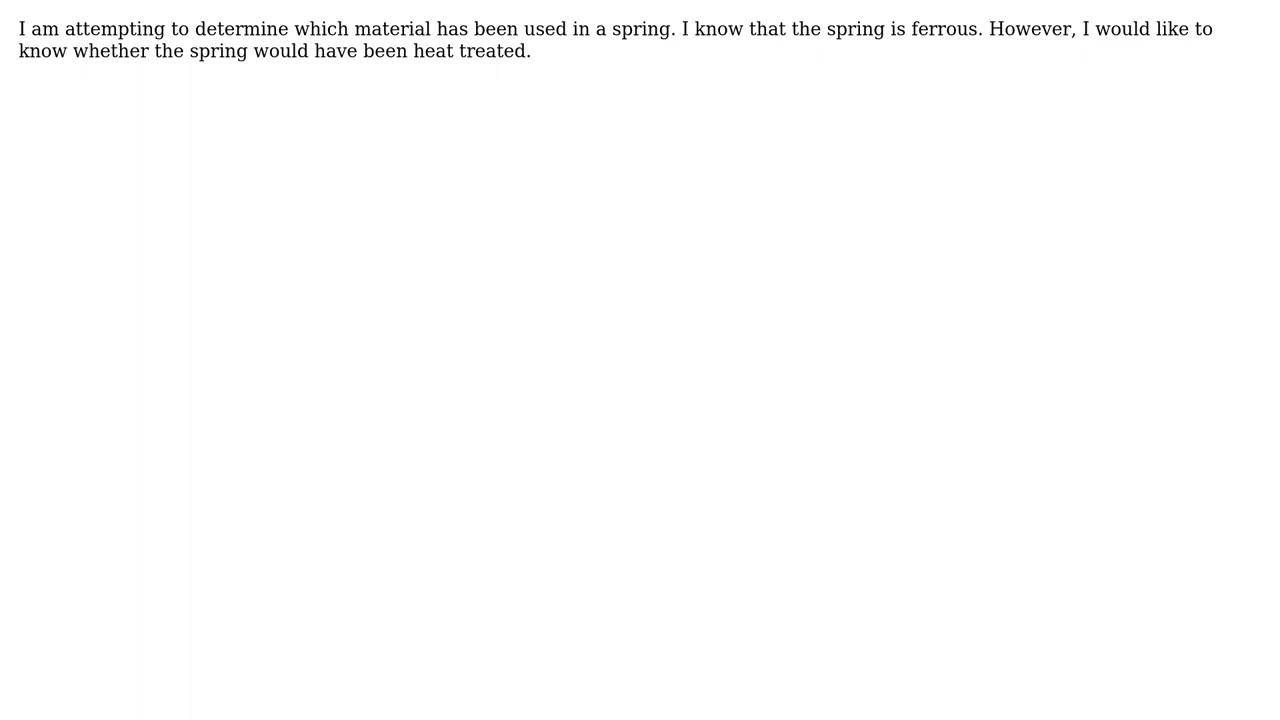 I am attempting to determine which material has been used in a spring. I know that the spring is ferrous. However, I would like to
know whether the spring would have been heat treated.